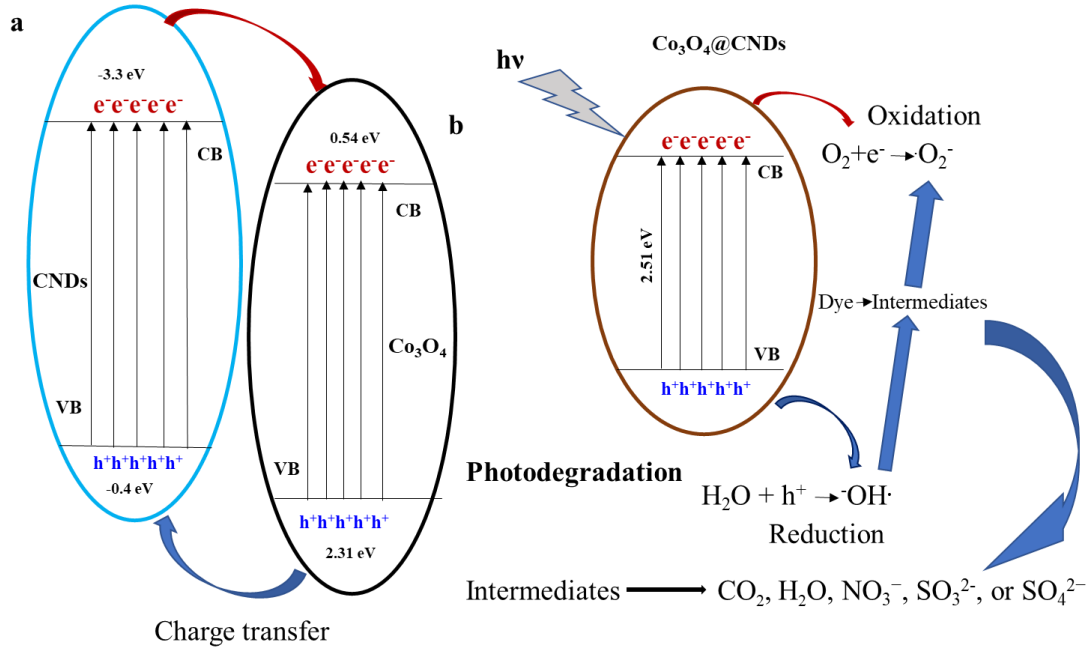 a
-3.3 eV
e⁻e⁻e⁻e⁻e⁻
CB
CNDs
VB
h⁺h⁺h⁺h⁺h⁺
-0.4 eV
0.54 eV
e⁻e⁻e⁻e⁻e⁻
CB
Co₃O₄
VB
h⁺h⁺h⁺h⁺h⁺
2.31 eV
Charge transfer
b
Co₃O₄@CNDs
hν
e⁻e⁻e⁻e⁻e⁻
CB
2.51 eV
VB
h⁺h⁺h⁺h⁺h⁺
Oxidation
O₂+e⁻ → ·O₂⁻
Dye → Intermediates
Photodegradation
H₂O + h⁺ → ⁻OH·
Reduction
Intermediates → CO₂, H₂O, NO₃⁻, SO₃²⁻, or SO₄²⁻